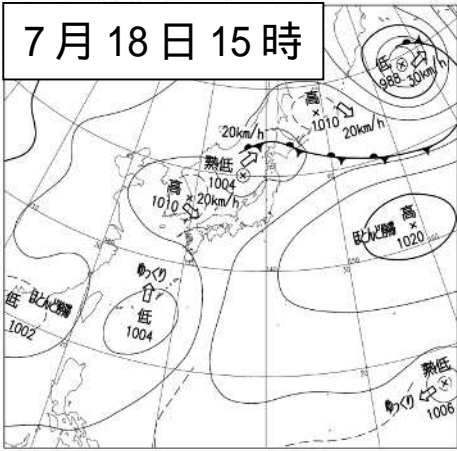 7月18日15時
低
988 30km/h
高
1010 20km/h
20km/h
熱低
1004
高
1010 20km/h
高
ほとんど停滞
1020
ゆっくり
低
1004
低 ほとんど停滞
1002
熱低
ゆっくり
1006